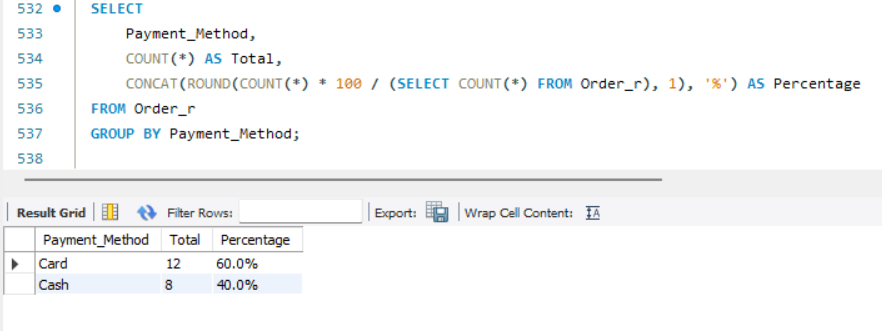 532 SELECT
533 Payment_Method,
534 COUNT(*) AS Total,
535 CONCAT(ROUND(COUNT(*) * 100 / (SELECT COUNT(*) FROM Order_r), 1), '%') AS Percentage
536 FROM Order_r
537 GROUP BY Payment_Method;
538
Result Grid Filter Rows: Export: Wrap Cell Content: IA
Payment_Method Total Percentage
Card 12 60.0%
Cash 8 40.0%